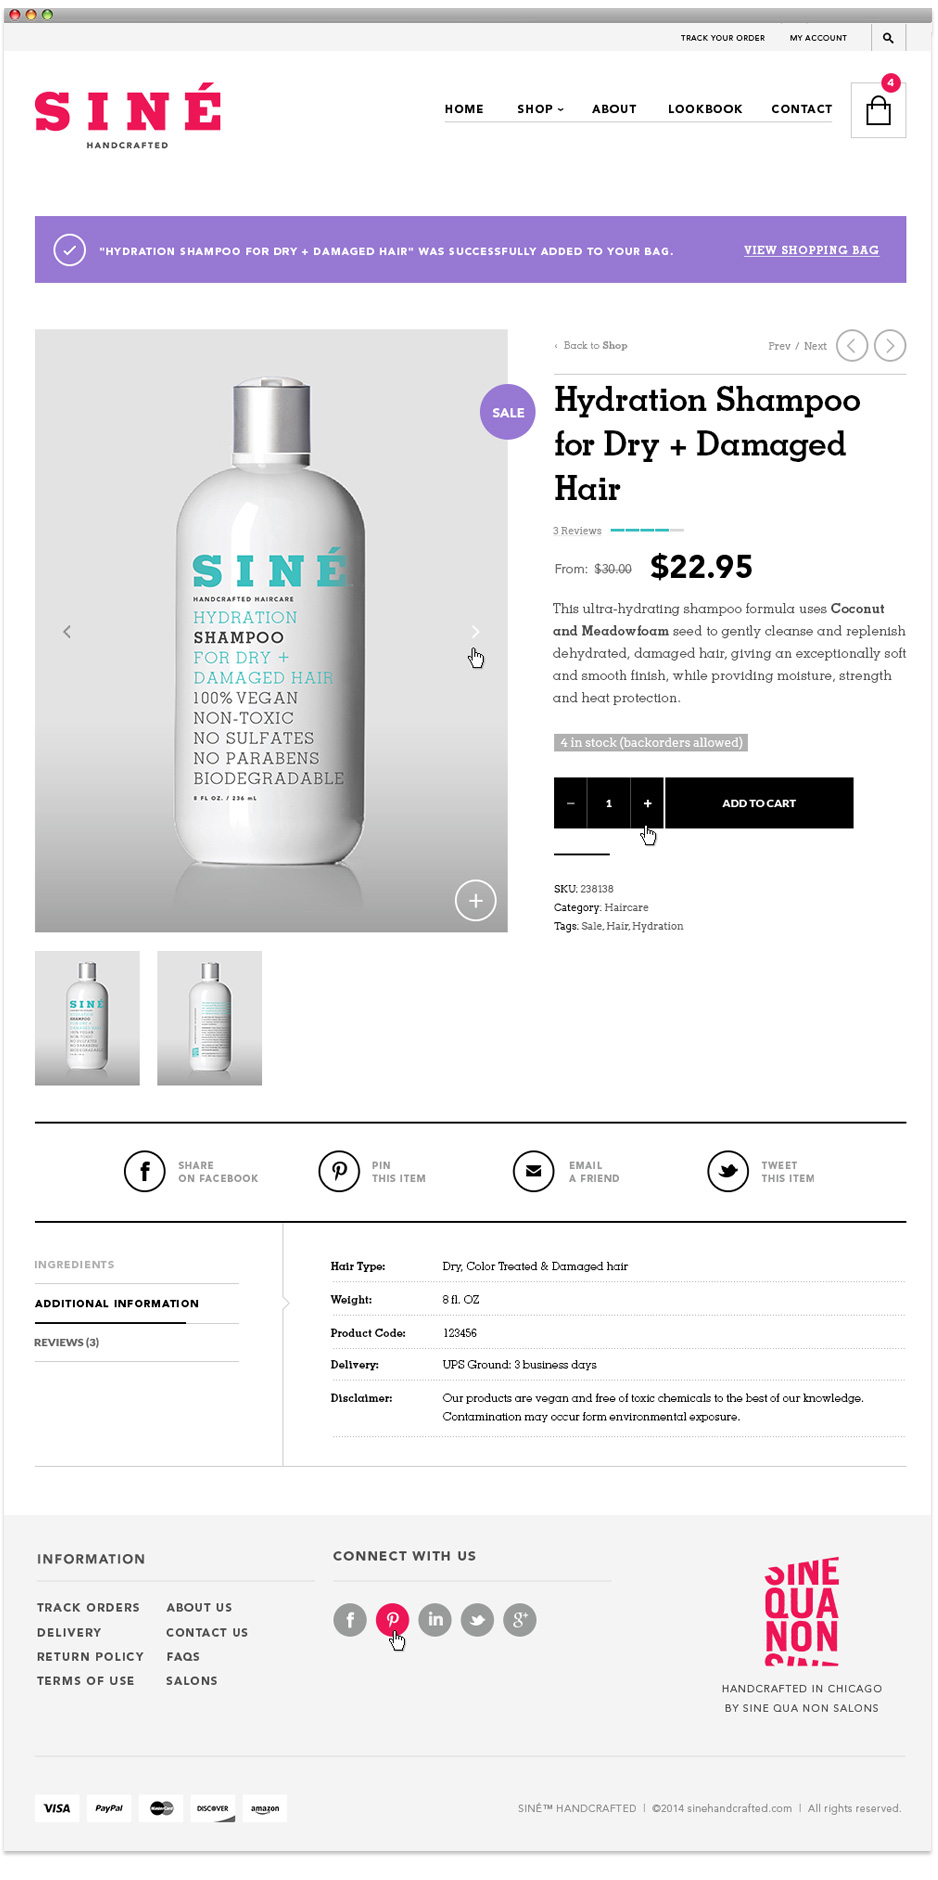 TRACK YOUR ORDER MY ACCOUNT
SINÉ
HANDCRAFTED
HOME SHOP ABOUT LOOKBOOK CONTACT
4
"HYDRATION SHAMPOO FOR DRY + DAMAGED HAIR" WAS SUCCESSFULLY ADDED TO YOUR BAG. VIEW SHOPPING BAG
‹ Back to Shop Prev / Next
SALE
Hydration Shampoo
for Dry + Damaged
Hair
3 Reviews
From: $30.00 $22.95
This ultra-hydrating shampoo formula uses Coconut
and Meadowfoam seed to gently cleanse and replenish
dehydrated, damaged hair, giving an exceptionally soft
and smooth finish, while providing moisture, strength
and heat protection.
4 in stock (backorders allowed)
− 1 + ADD TO CART
SKU: 238138
Category: Haircare
Tags: Sale, Hair, Hydration
SINÉ
HANDCRAFTED HAIRCARE
HYDRATION
SHAMPOO
FOR DRY +
DAMAGED HAIR
100% VEGAN
NON-TOXIC
NO SULFATES
NO PARABENS
BIODEGRADABLE
8 FL OZ. / 236 mL
SINÉ
SHAMPOO
SHARE
ON FACEBOOK
PIN
THIS ITEM
EMAIL
A FRIEND
TWEET
THIS ITEM
INGREDIENTS
ADDITIONAL INFORMATION
REVIEWS (3)
Hair Type: Dry, Color Treated & Damaged hair
Weight: 8 fl. OZ
Product Code: 123456
Delivery: UPS Ground: 3 business days
Disclaimer: Our products are vegan and free of toxic chemicals to the best of our knowledge.
Contamination may occur form environmental exposure.
INFORMATION
TRACK ORDERS ABOUT US
DELIVERY CONTACT US
RETURN POLICY FAQS
TERMS OF USE SALONS
CONNECT WITH US
f in g+
SINE
QUA
NON
SINE
HANDCRAFTED IN CHICAGO
BY SINE QUA NON SALONS
VISA PayPal MasterCard DISCOVER amazon
SINÉ™ HANDCRAFTED | ©2014 sinehandcrafted.com | All rights reserved.